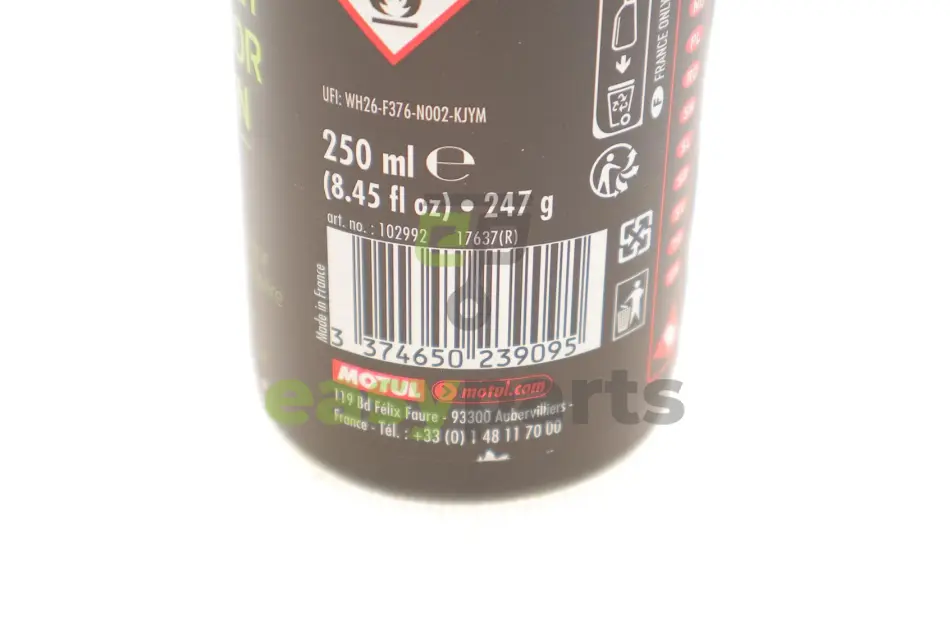 OR
N
FRANCE ONLY
F
UFI: WH26-F376-N002-KJYM
250 ml e
(8.45 fl oz) • 247 g
art. no. : 102992 17637(R)
Made in France
3 374650 239095
MOTUL motul.com
119 Bd Félix Faure - 93300 Aubervilliers -
France - Tél. : +33 (0) 1 48 11 70 00
easyparts